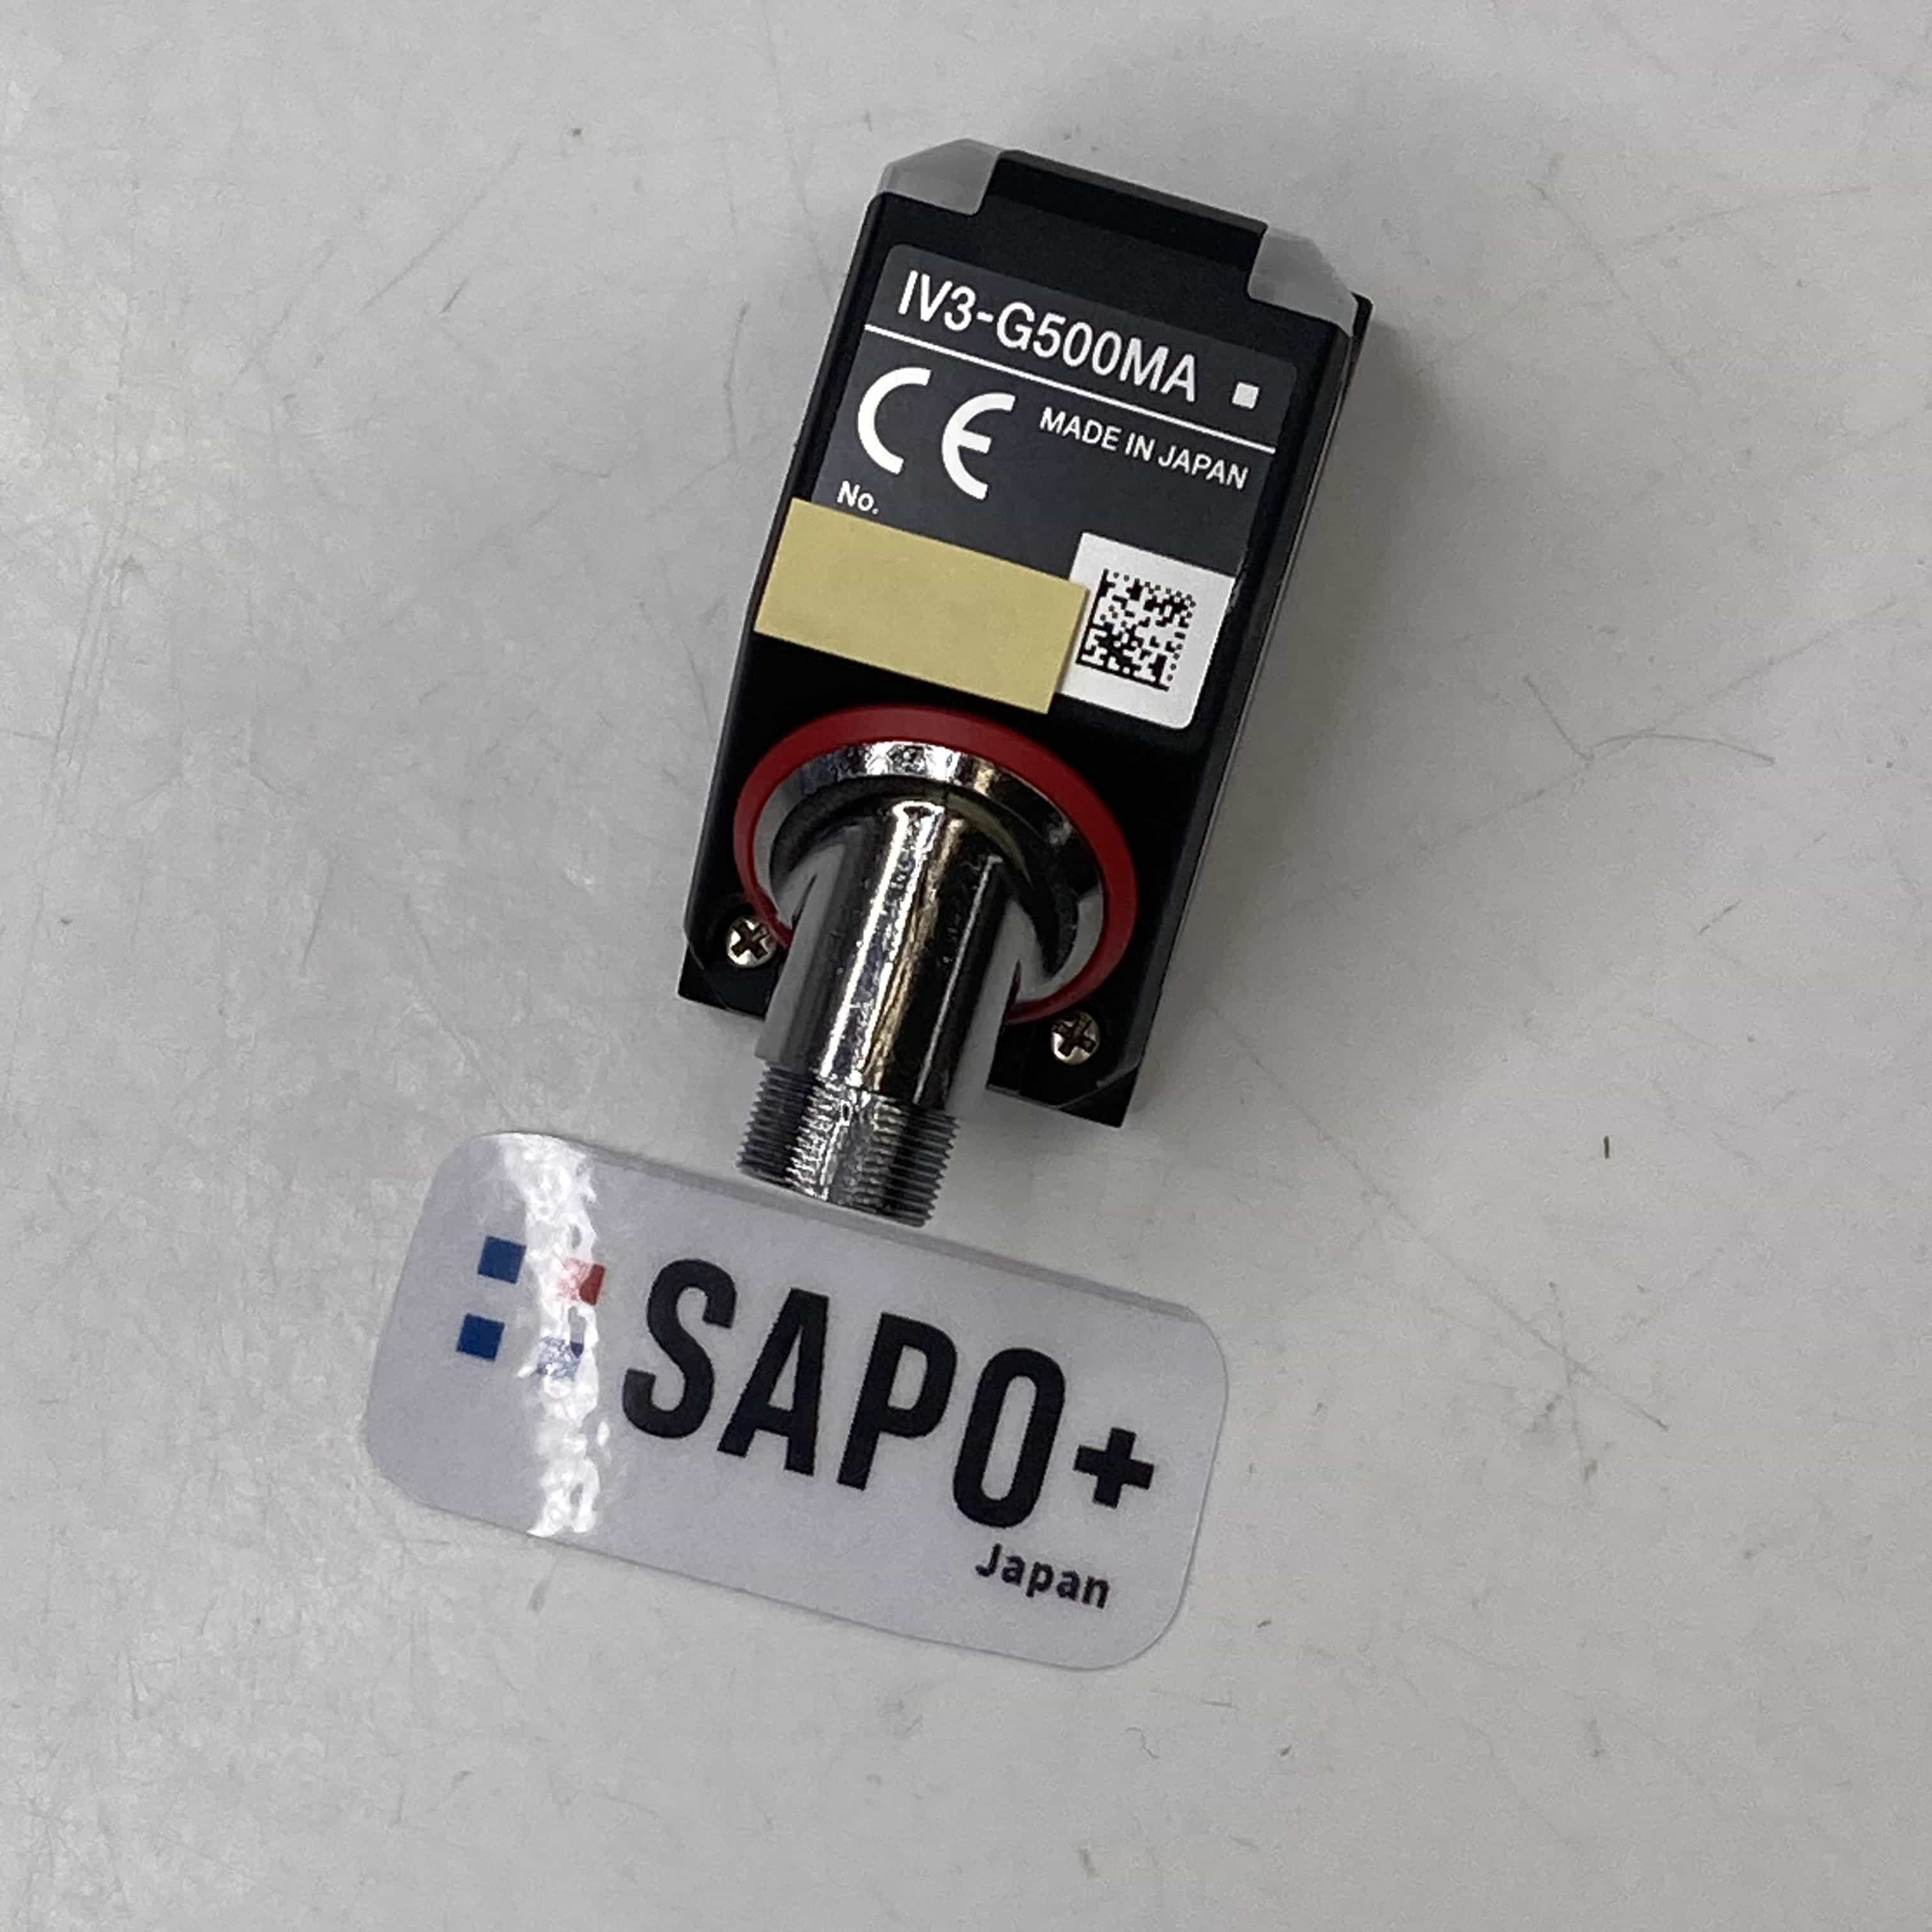 IV3-G500MA
CE
MADE IN JAPAN
No.
SAPO+
Japan